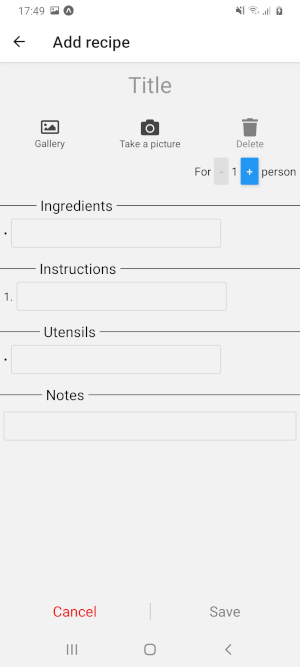 17:49
Add recipe
Title
Gallery Take a picture Delete
For - 1 + person
Ingredients
•
Instructions
1.
Utensils
•
Notes
Cancel Save